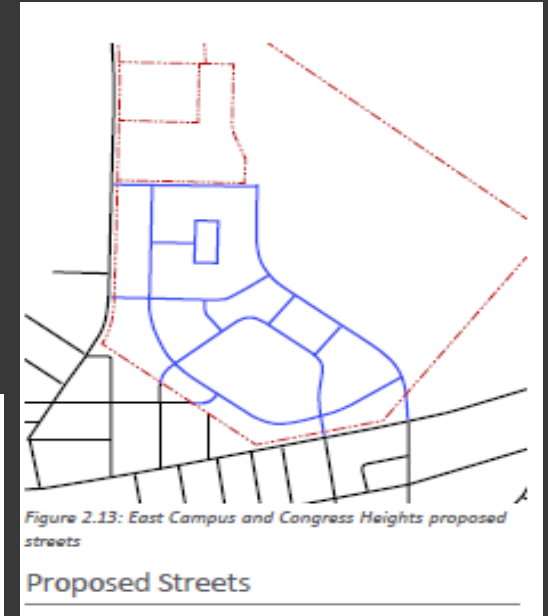 Figure 2.13: East Campus and Congress Heights proposed
streets
Proposed Streets